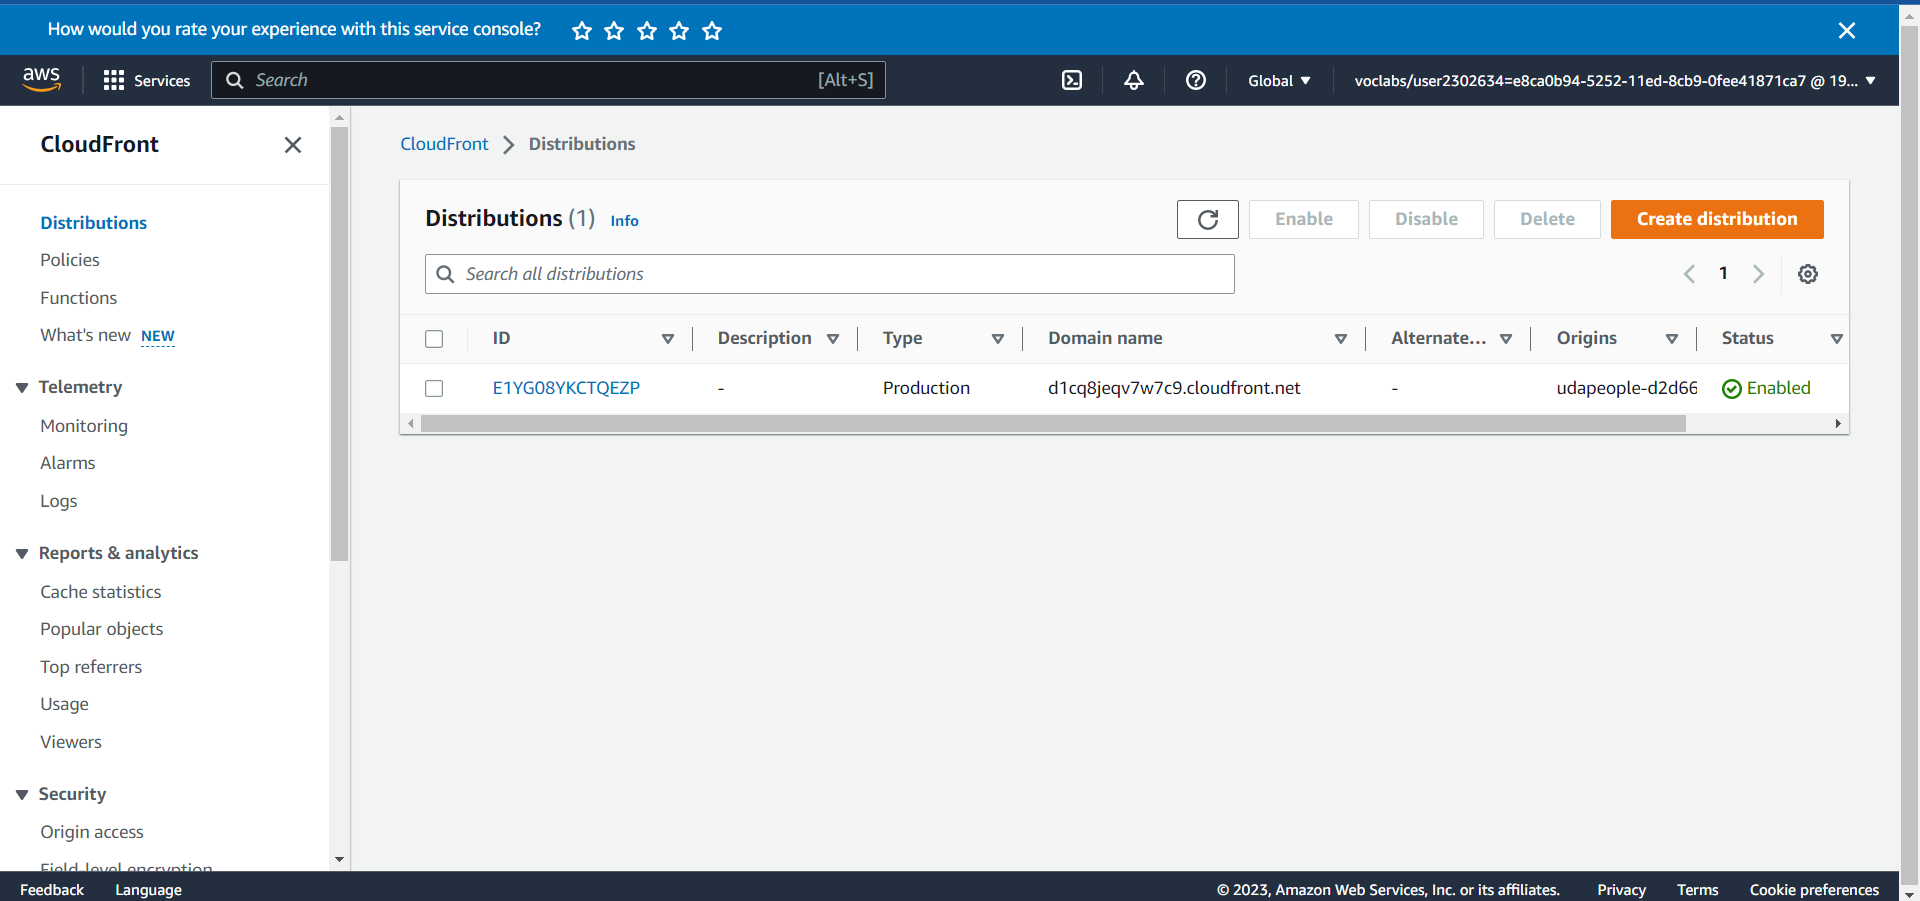 How would you rate your experience with this service console?
aws
Services
Search
[Alt+S]
Global
voclabs/user2302634=e8ca0b94-5252-11ed-8cb9-0fee41871ca7 @ 19...
CloudFront
Distributions
Policies
Functions
What's new NEW
Telemetry
Monitoring
Alarms
Logs
Reports & analytics
Cache statistics
Popular objects
Top referrers
Usage
Viewers
Security
Origin access
Field-level encryption
CloudFront
Distributions
Distributions (1) Info
Enable
Disable
Delete
Create distribution
Search all distributions
1
ID Description Type Domain name Alternate... Origins Status
E1YG08YKCTQEZP - Production d1cq8jeqv7w7c9.cloudfront.net - udapeople-d2d66 Enabled
Feedback Language © 2023, Amazon Web Services, Inc. or its affiliates. Privacy Terms Cookie preferences